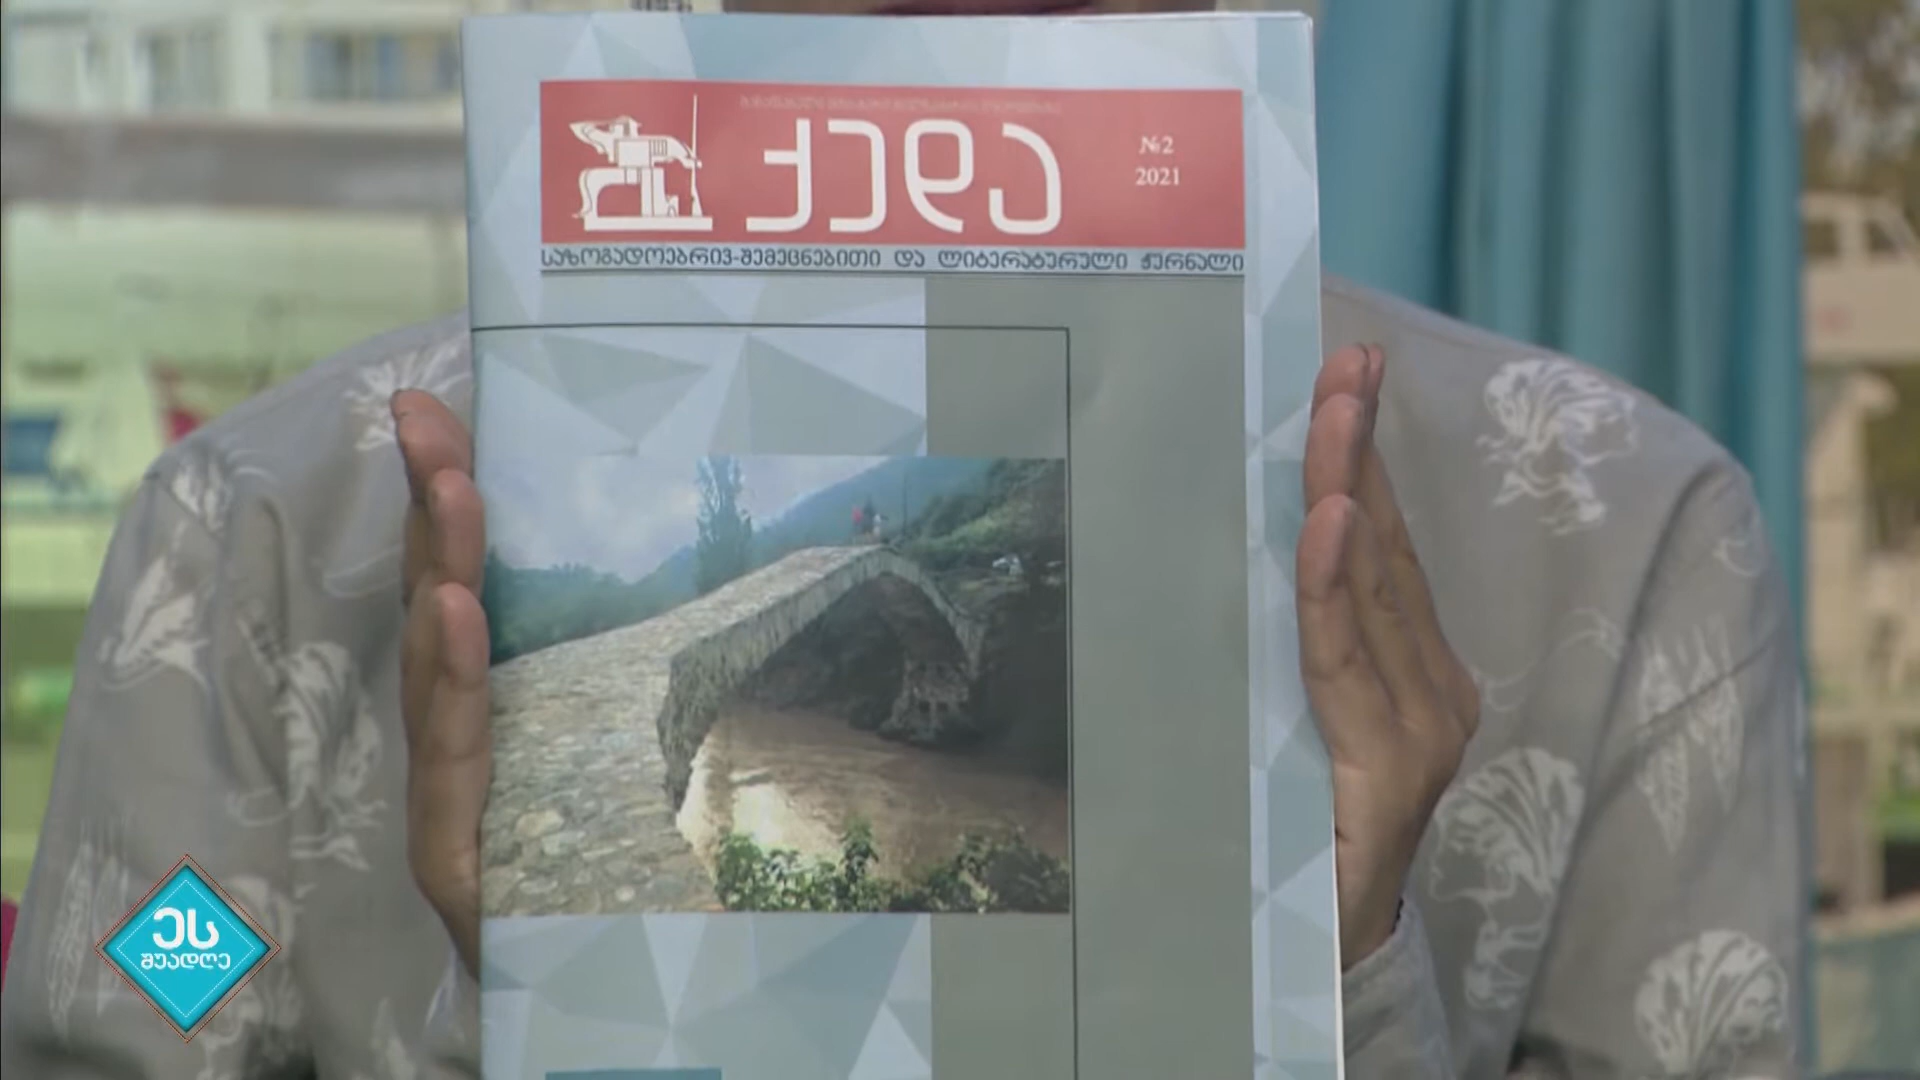 ქედა
№2
2021
საზოგადოებრივ-შემეცნებითი და ლიტერატურული ჟურნალი
ეს
შუადღე